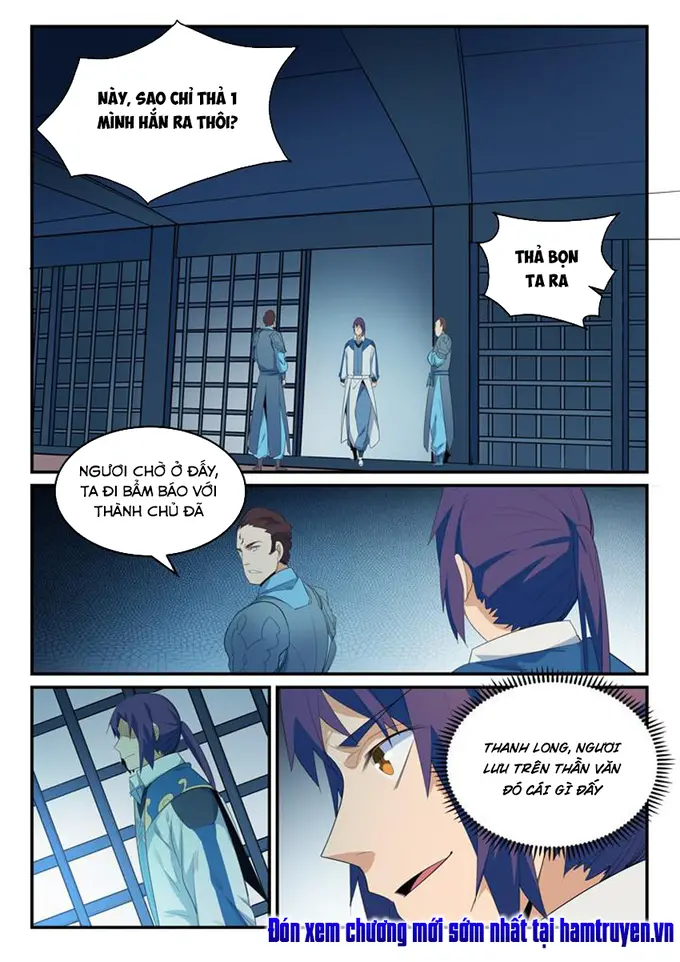 NÀY, SAO CHỈ THẢ 1
MÌNH HẮN RA THÔI?
THẢ BỌN
TA RA
NGƯƠI CHỜ Ở ĐẤY,
TA ĐI BẨM BÁO VỚI
THÀNH CHỦ ĐÃ
THANH LONG, NGƯƠI
LƯU TRÊN THẦN VĂN
ĐÓ CÁI GÌ ĐẤY
Đón xem chương mới sớm nhất tại hamtruyen.vn